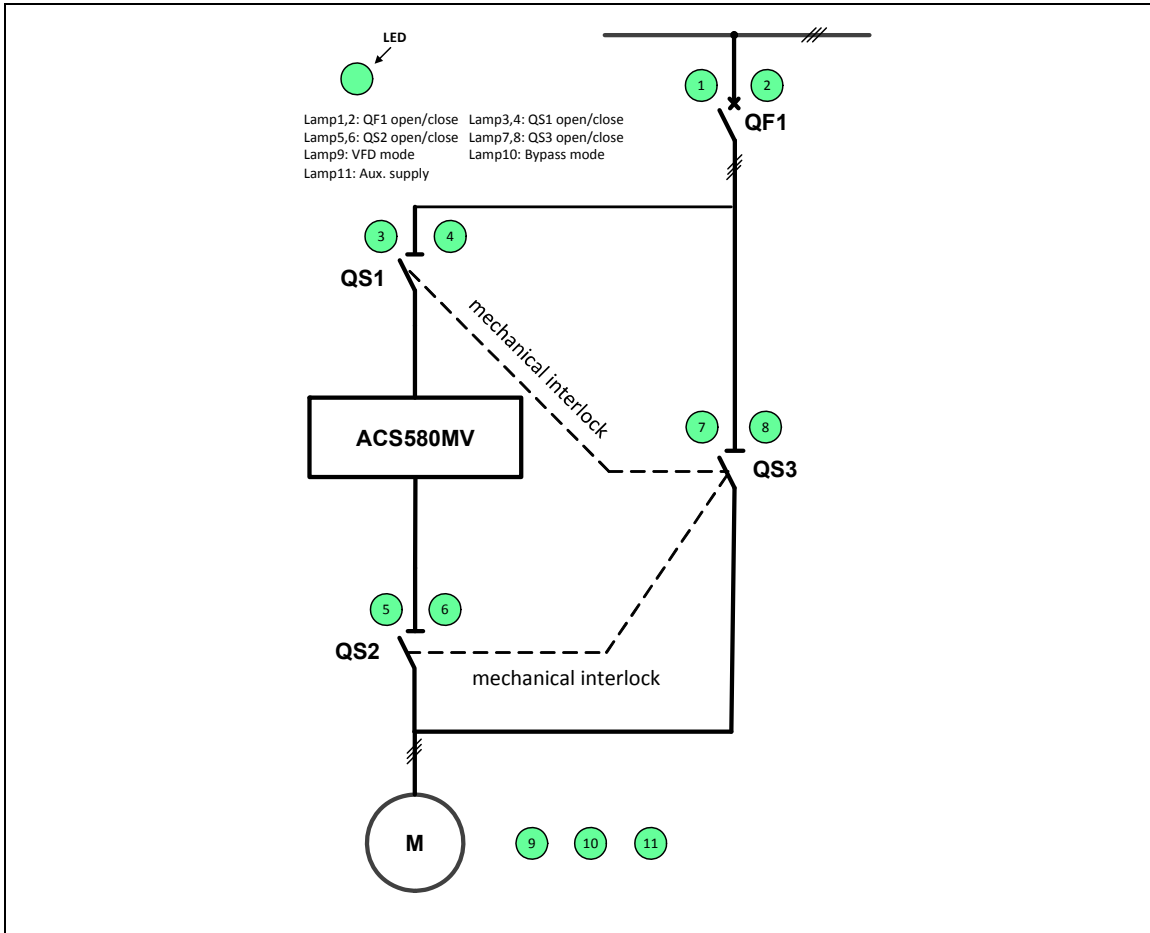 LED
Lamp1,2: QF1 open/close Lamp3,4: QS1 open/close
Lamp5,6: QS2 open/close Lamp7,8: QS3 open/close
Lamp9: VFD mode Lamp10: Bypass mode
Lamp11: Aux. supply
1 2
QF1
3 4
QS1
mechanical interlock
ACS580MV
7 8
QS3
5 6
QS2
mechanical interlock
M 9 10 11